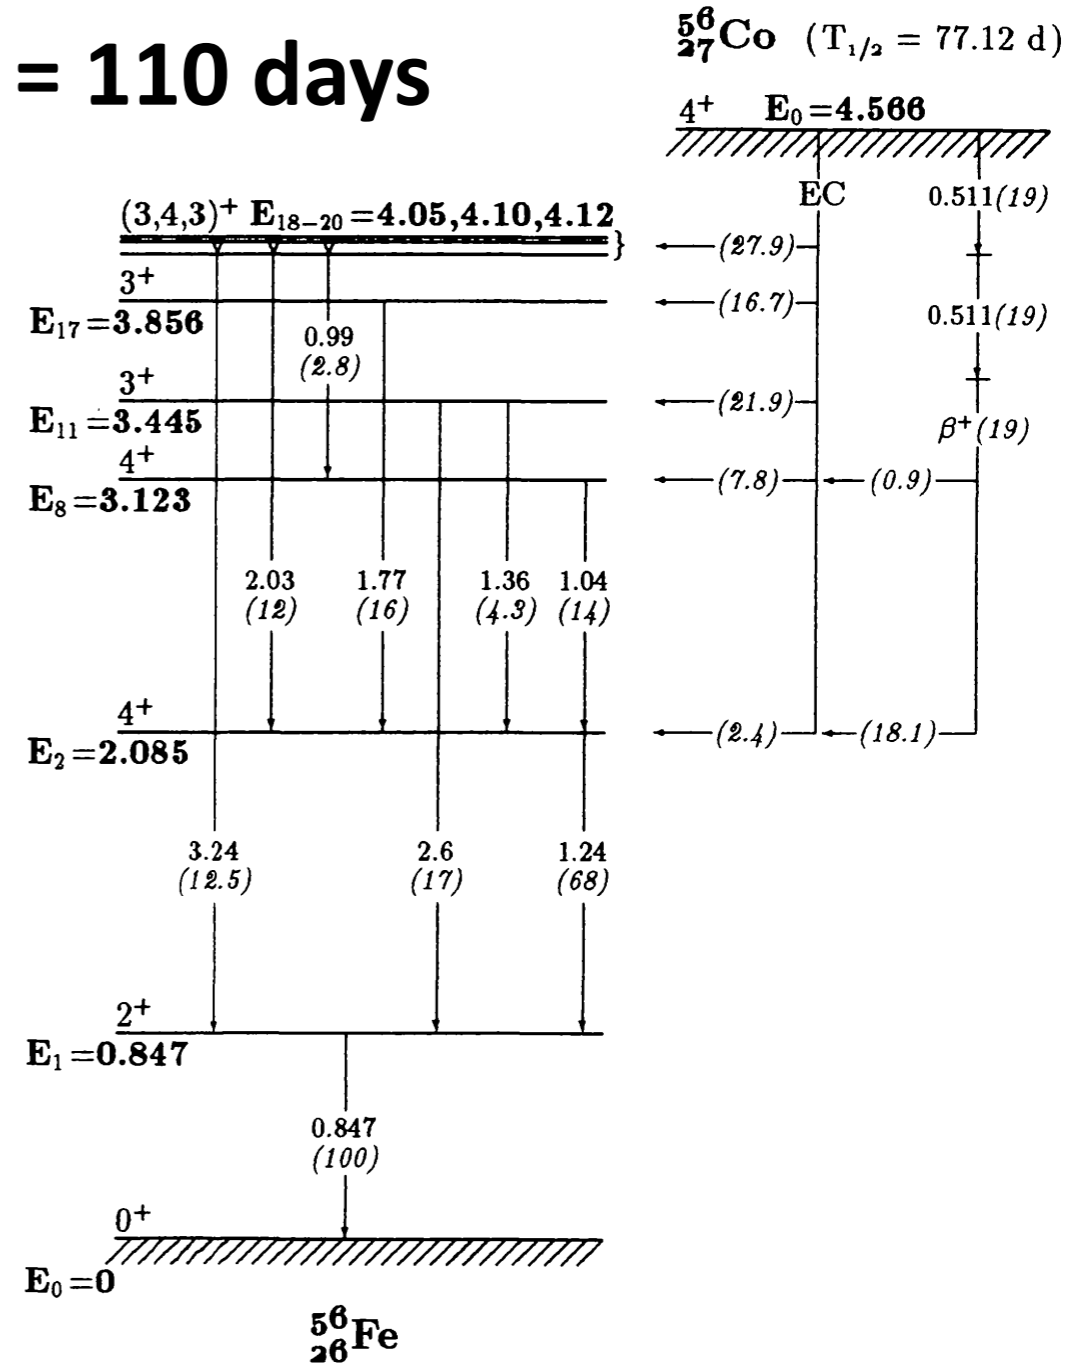 ⁵⁶₂₇Co (T₁/₂ = 77.12 d)
= 110 days
4⁺ E₀=4.566
EC 0.511(19)
(3,4,3)⁺ E₁₈₋₂₀=4.05,4.10,4.12 }
(27.9)
3⁺
(16.7)
E₁₇=3.856
0.511(19)
0.99
(2.8)
3⁺
(21.9)
E₁₁=3.445
β⁺(19)
4⁺
(7.8) (0.9)
E₈=3.123
2.03 1.77 1.36 1.04
(12) (16) (4.3) (14)
4⁺
(2.4) (18.1)
E₂=2.085
3.24 2.6 1.24
(12.5) (17) (68)
2⁺
E₁=0.847
0.847
(100)
0⁺
E₀=0
⁵⁶₂₆Fe